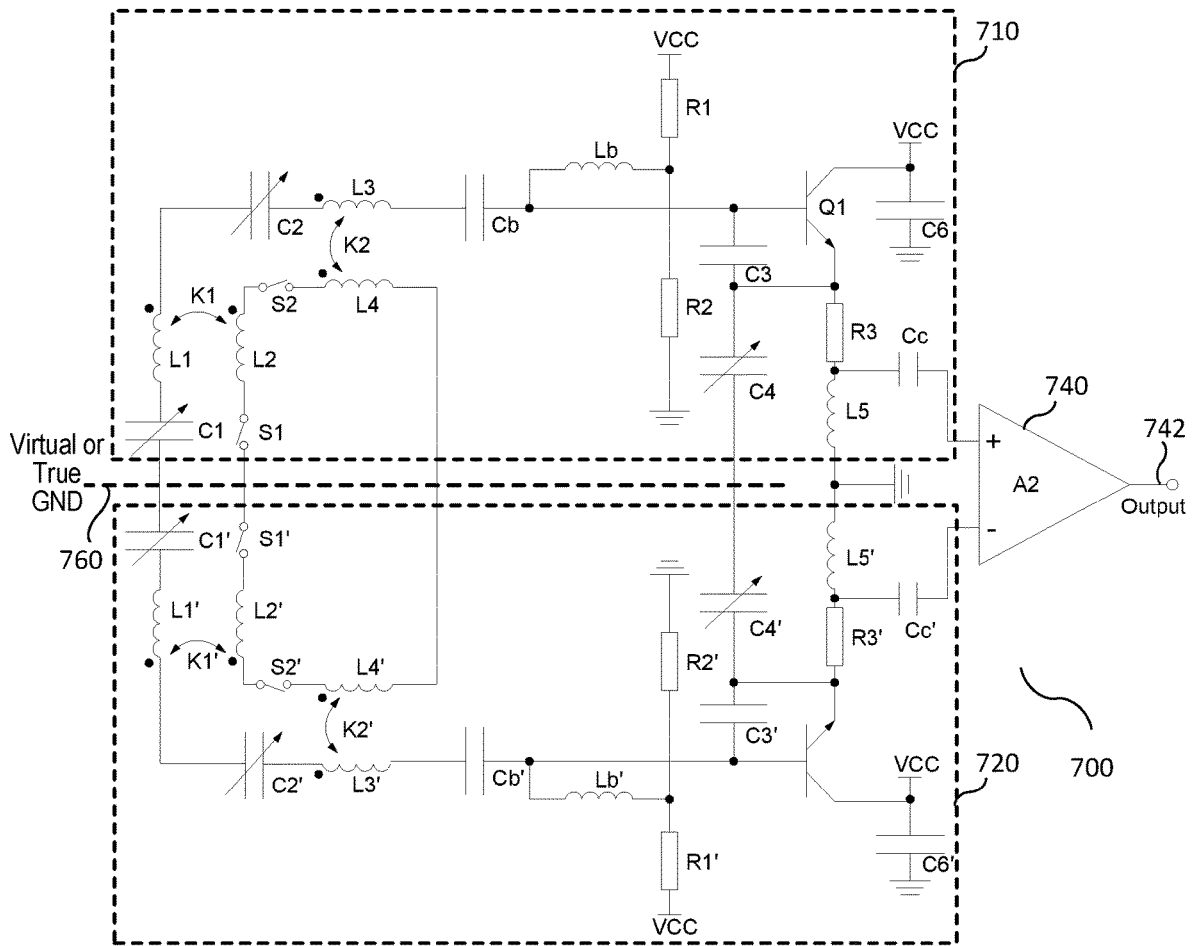 710
VCC
R1
VCC
Lb
L3
C2
Cb
Q1
C6
K2
C3
K1
S2
L4
R2
R3
L1
L2
Cc
740
C4
L5
742
C1
S1
+
Virtual or
True
GND
A2
Output
-
760
C1'
S1'
L5'
L1'
L2'
C4'
Cc'
R3'
K1'
S2'
L4'
R2'
K2'
C3'
700
VCC
720
C2'
L3'
Cb'
Lb'
R1'
C6'
VCC